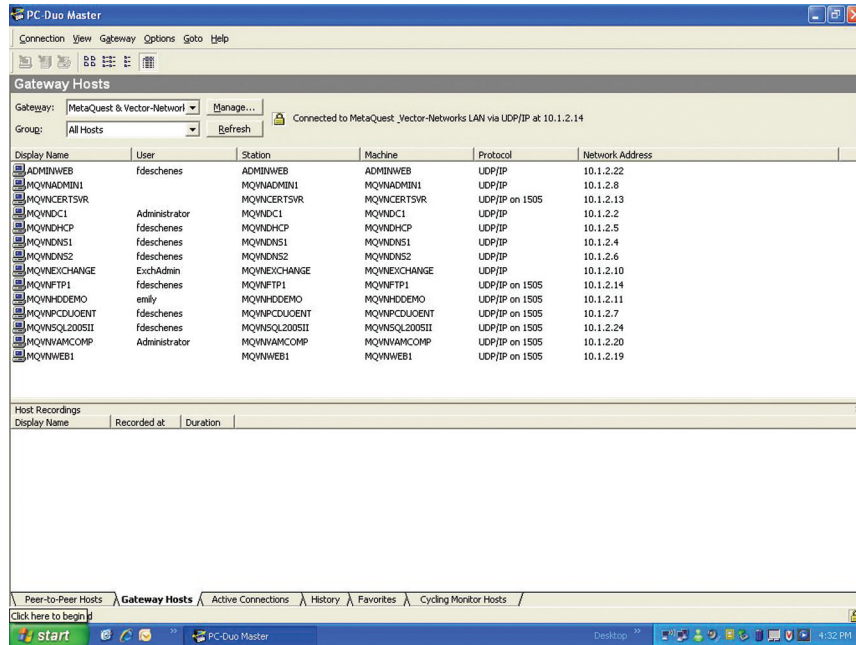 PC-Duo Master
Connection View Gateway Options Goto Help
Gateway Hosts
Gateway: MetaQuest & Vector-Network Manage...
Connected to MetaQuest _Vector-Networks LAN via UDP/IP at 10.1.2.14
Group: All Hosts Refresh
Display Name User Station Machine Protocol Network Address
ADMINWEB fdeschenes ADMINWEB ADMINWEB UDP/IP 10.1.2.22
MQVNADMIN1 MQVNADMIN1 MQVNADMIN1 UDP/IP 10.1.2.8
MQVNCERTSVR MQVNCERTSVR MQVNCERTSVR UDP/IP on 1505 10.1.2.13
MQVNDC1 Administrator MQVNDC1 MQVNDC1 UDP/IP 10.1.2.2
MQVNDHCP fdeschenes MQVNDHCP MQVNDHCP UDP/IP 10.1.2.5
MQVNDNS1 fdeschenes MQVNDNS1 MQVNDNS1 UDP/IP 10.1.2.4
MQVNDNS2 fdeschenes MQVNDNS2 MQVNDNS2 UDP/IP 10.1.2.6
MQVNEXCHANGE ExchAdmin MQVNEXCHANGE MQVNEXCHANGE UDP/IP 10.1.2.10
MQVNFTP1 fdeschenes MQVNFTP1 MQVNFTP1 UDP/IP on 1505 10.1.2.14
MQVNHDDEMO emily MQVNHDDEMO MQVNHDDEMO UDP/IP on 1505 10.1.2.11
MQVNPCDUOENT fdeschenes MQVNPCDUOENT MQVNPCDUOENT UDP/IP on 1505 10.1.2.7
MQVNSQL2005II fdeschenes MQVNSQL2005II MQVNSQL2005II UDP/IP on 1505 10.1.2.24
MQVNVAMCOMP Administrator MQVNVAMCOMP MQVNVAMCOMP UDP/IP on 1505 10.1.2.20
MQVNWEB1 MQVNWEB1 MQVNWEB1 UDP/IP on 1505 10.1.2.19
Host Recordings
Display Name Recorded at Duration
Peer-to-Peer Hosts Gateway Hosts Active Connections History Favorites Cycling Monitor Hosts
Click here to begin
start PC-Duo Master Desktop 4:32 PM